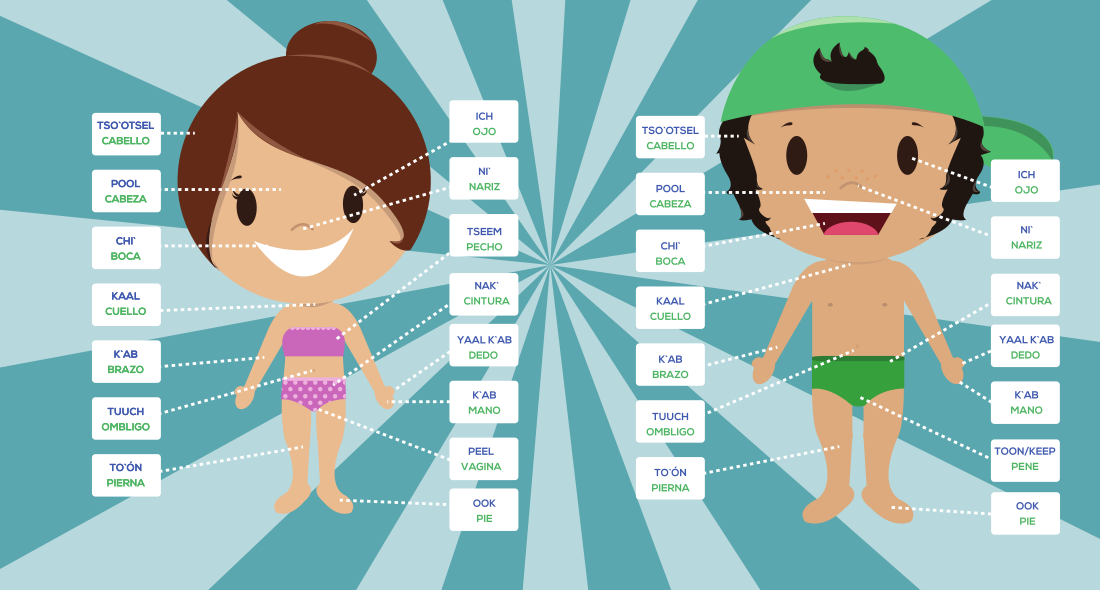 TSO`OTSEL
CABELLO
POOL
CABEZA
CHI`
BOCA
KAAL
CUELLO
K`AB
BRAZO
TUUCH
OMBLIGO
TO`ÓN
PIERNA
ICH
OJO
NI`
NARIZ
TSEEM
PECHO
NAK`
CINTURA
YAAL K`AB
DEDO
K`AB
MANO
PEEL
VAGINA
OOK
PIE
TSO`OTSEL
CABELLO
POOL
CABEZA
CHI`
BOCA
KAAL
CUELLO
K`AB
BRAZO
TUUCH
OMBLIGO
TO`ÓN
PIERNA
ICH
OJO
NI`
NARIZ
NAK`
CINTURA
YAAL K`AB
DEDO
K`AB
MANO
TOON/KEEP
PENE
OOK
PIE